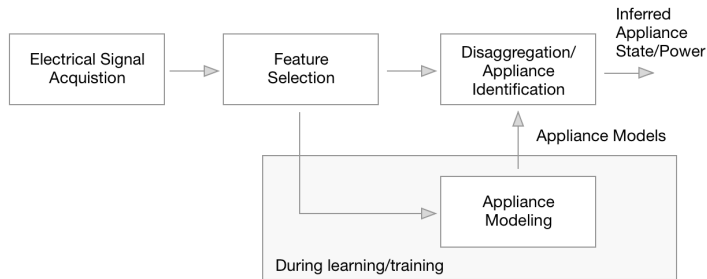 Electrical Signal
Acquistion
Feature
Selection
Disaggregation/
Appliance
Identification
Inferred
Appliance
State/Power
Appliance Models
Appliance
Modeling
During learning/training